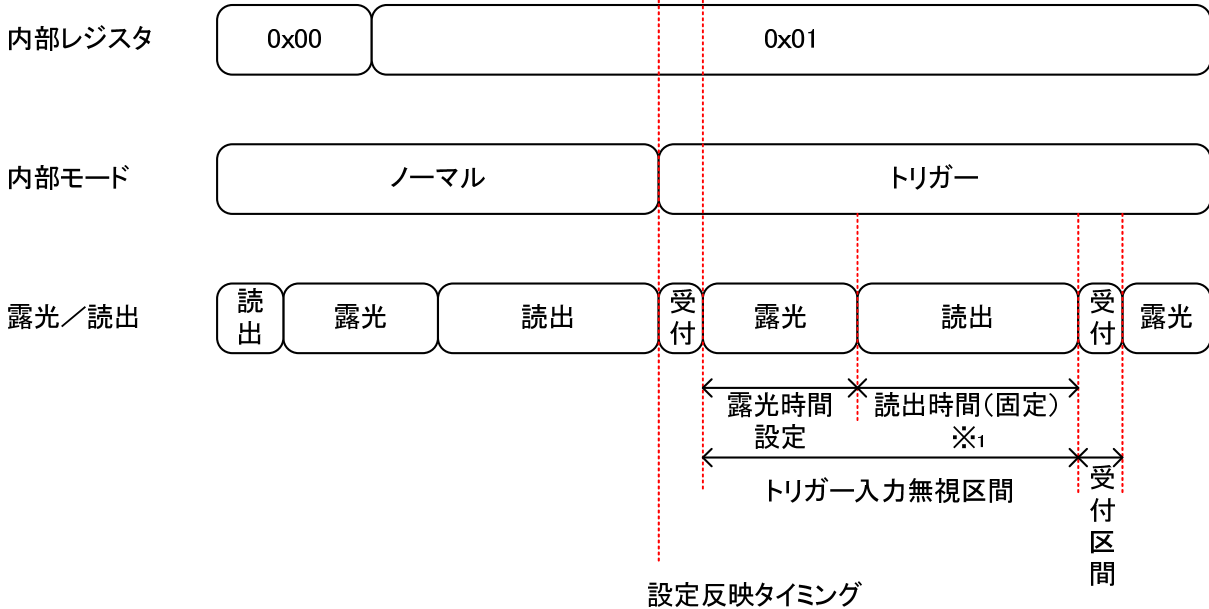 内部レジスタ 0x00 0x01
内部モード ノーマル トリガー
露光／読出 読出 露光 読出 受付 露光 読出 受付 露光
露光時間設定 読出時間(固定)※1
トリガー入力無視区間 受付区間
設定反映タイミング